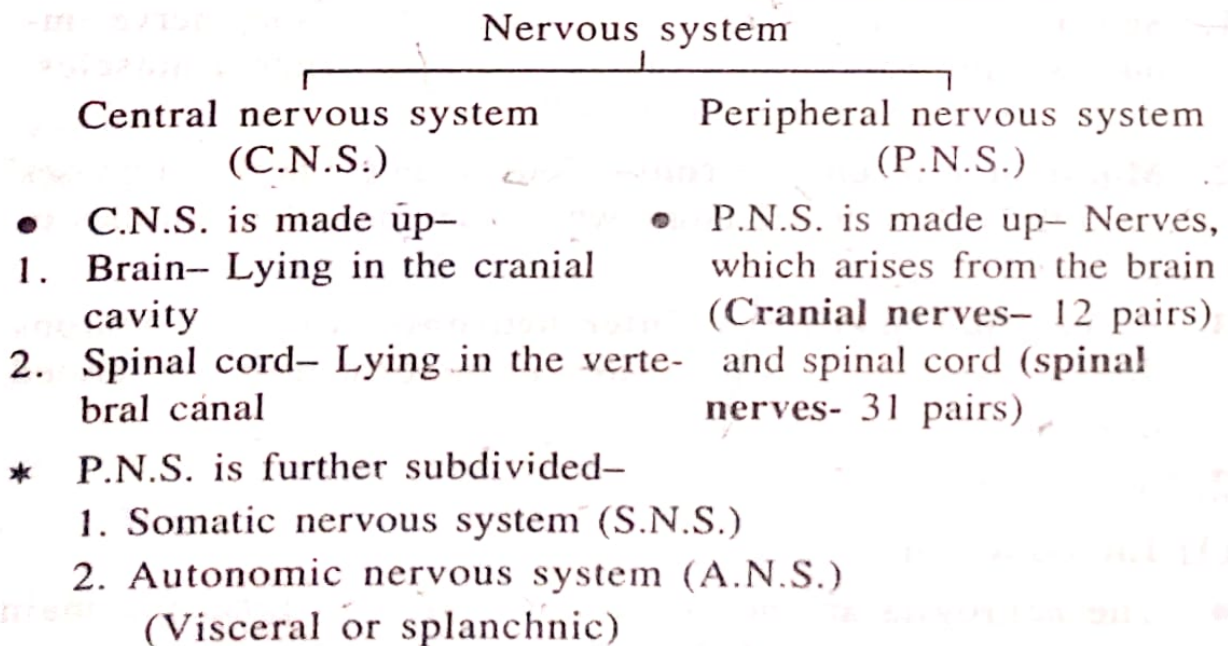 Nervous system
Central nervous system
(C.N.S.)
• C.N.S. is made up–
1. Brain– Lying in the cranial
cavity
2. Spinal cord– Lying in the verte-
bral canal
Peripheral nervous system
(P.N.S.)
• P.N.S. is made up– Nerves,
which arises from the brain
(Cranial nerves– 12 pairs)
and spinal cord (spinal
nerves- 31 pairs)
* P.N.S. is further subdivided–
1. Somatic nervous system (S.N.S.)
2. Autonomic nervous system (A.N.S.)
(Visceral or splanchnic)